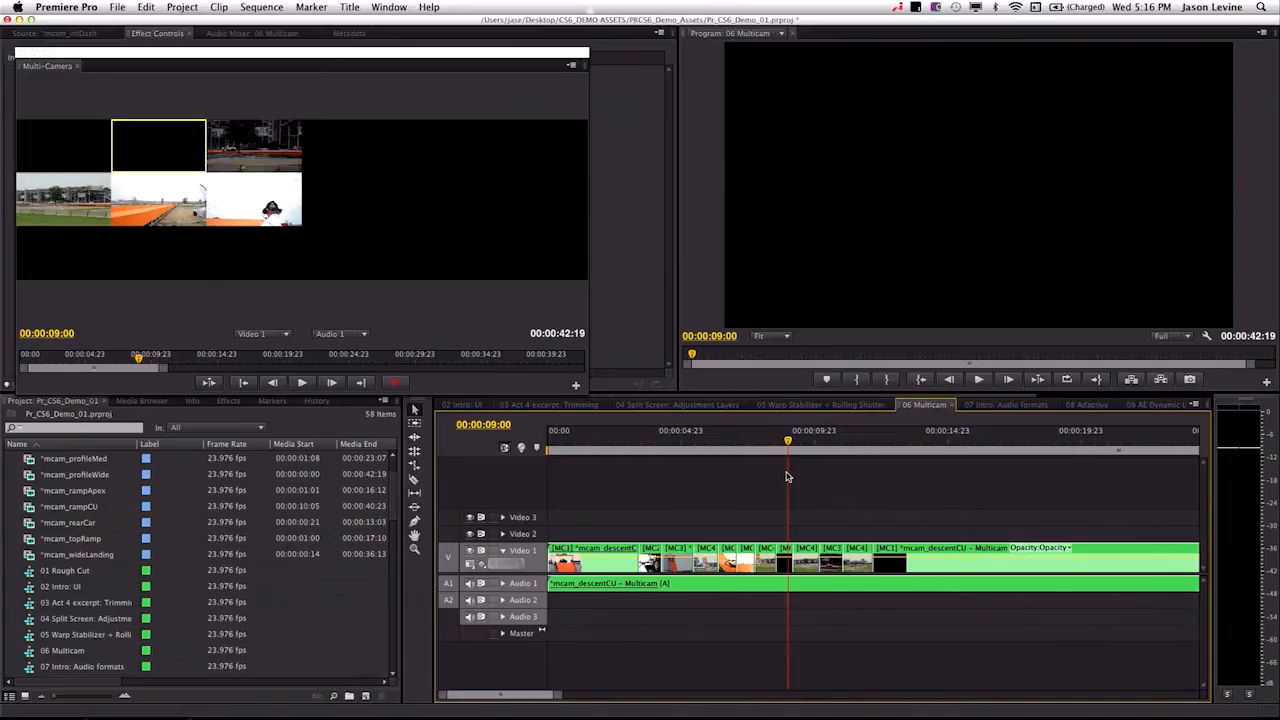 Premiere Pro File Edit Project Clip Sequence Marker Title Window Help (Charged) Wed 5:16 PM Jason Levine
/Users/jase/Desktop/CS6_DEMO ASSETS/PRCS6_Demo_Assets/Pr_CS6_Demo_01.prproj *
Source: *mcam_intDash Effect Controls Audio Mixer: 06 Multicam Metadata Program: 06 Multicam
Multi-Camera
00:00:09:00 Video 1 Audio 1 00:00:42:19
00:00:09:00 Fit Full 00:00:42:19
00:00 00:00:04:23 00:00:09:23 00:00:14:23 00:00:19:23 00:00:24:23 00:00:29:23 00:00:34:23 00:00:39:23
Project: Pr_CS6_Demo_01 Media Browser Info Effects Markers History
Pr_CS6_Demo_01.prproj 58 Items
In: All
Name Label Frame Rate Media Start Media End
*mcam_profileMed 23.976 fps 00:00:01:08 00:00:23:07
*mcam_profileWide 23.976 fps 00:00:00:00 00:00:42:19
*mcam_rampApex 23.976 fps 00:00:01:01 00:00:16:12
*mcam_rampCU 23.976 fps 00:00:10:05 00:00:40:23
*mcam_rearCar 23.976 fps 00:00:00:21 00:00:13:03
*mcam_topRamp 23.976 fps 00:00:01:00 00:00:17:10
*mcam_wideLanding 23.976 fps 00:00:00:14 00:00:36:13
01 Rough Cut 23.976 fps
02 Intro: UI 23.976 fps
03 Act 4 excerpt: Trimmin 23.976 fps
04 Split Screen: Adjustme 23.976 fps
05 Warp Stabilizer + Rolli 23.976 fps
06 Multicam 23.976 fps
07 Intro: Audio formats 23.976 fps
02 Intro: UI 03 Act 4 excerpt: Trimming 04 Split Screen: Adjustment Layers 05 Warp Stabilizer + Rolling Shutter 06 Multicam 07 Intro: Audio formats 08 Adaptive 09 AE Dynamic L
00:00:09:00
00:00 00:00:04:23 00:00:09:23 00:00:14:23 00:00:19:23
Video 3
Video 2
V Video 1 [MC1] *mcam_descentC [MC3] * [MC4 [MC4] [MC3 [MC4] [MC1] *mcam_descentCU – Multicam Opacity:Opacity
A1 Audio 1 *mcam_descentCU – Multicam [A]
A2 Audio 2
Audio 3
Master
0
-6
-12
-18
-24
-30
-36
-42
-48
-54
S S